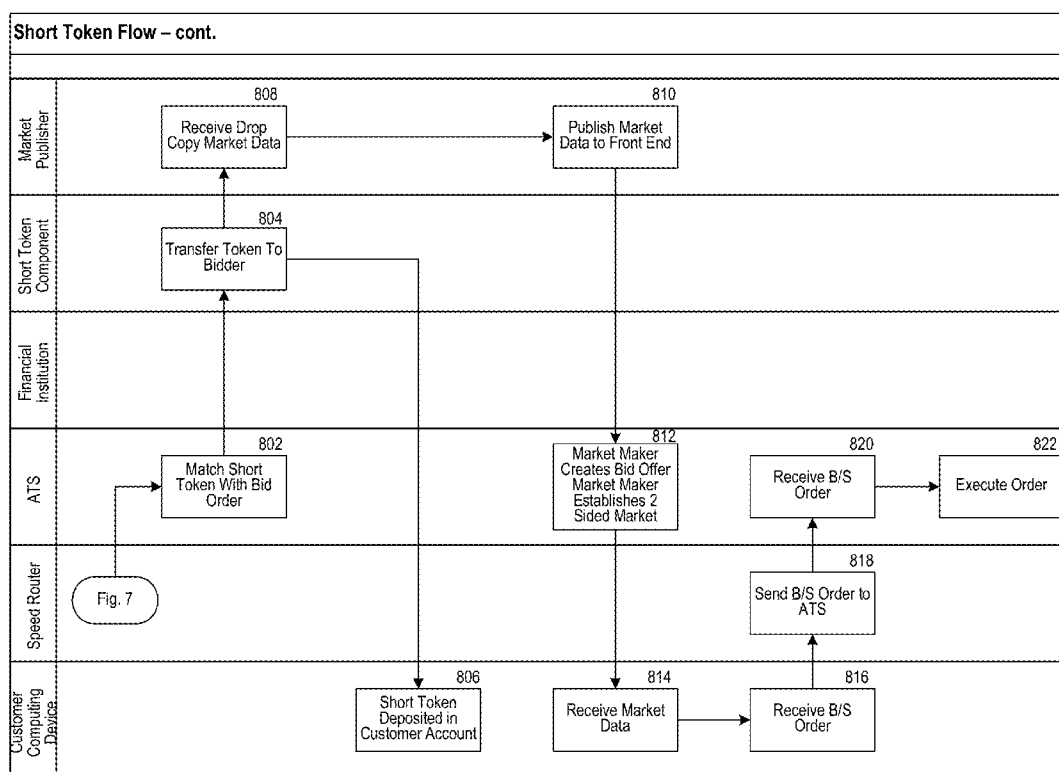 Short Token Flow – cont.
Market
Publisher
808
Receive Drop
Copy Market Data
810
Publish Market
Data to Front End
Short Token
Component
804
Transfer Token To
Bidder
Financial
Institution
ATS
802
Match Short
Token With Bid
Order
812
Market Maker
Creates Bid Offer
Market Maker
Establishes 2
Sided Market
820
Receive B/S
Order
822
Execute Order
Speed Router
Fig. 7
818
Send B/S Order to
ATS
Customer
Computing
Device
806
Short Token
Deposited in
Customer Account
814
Receive Market
Data
816
Receive B/S
Order